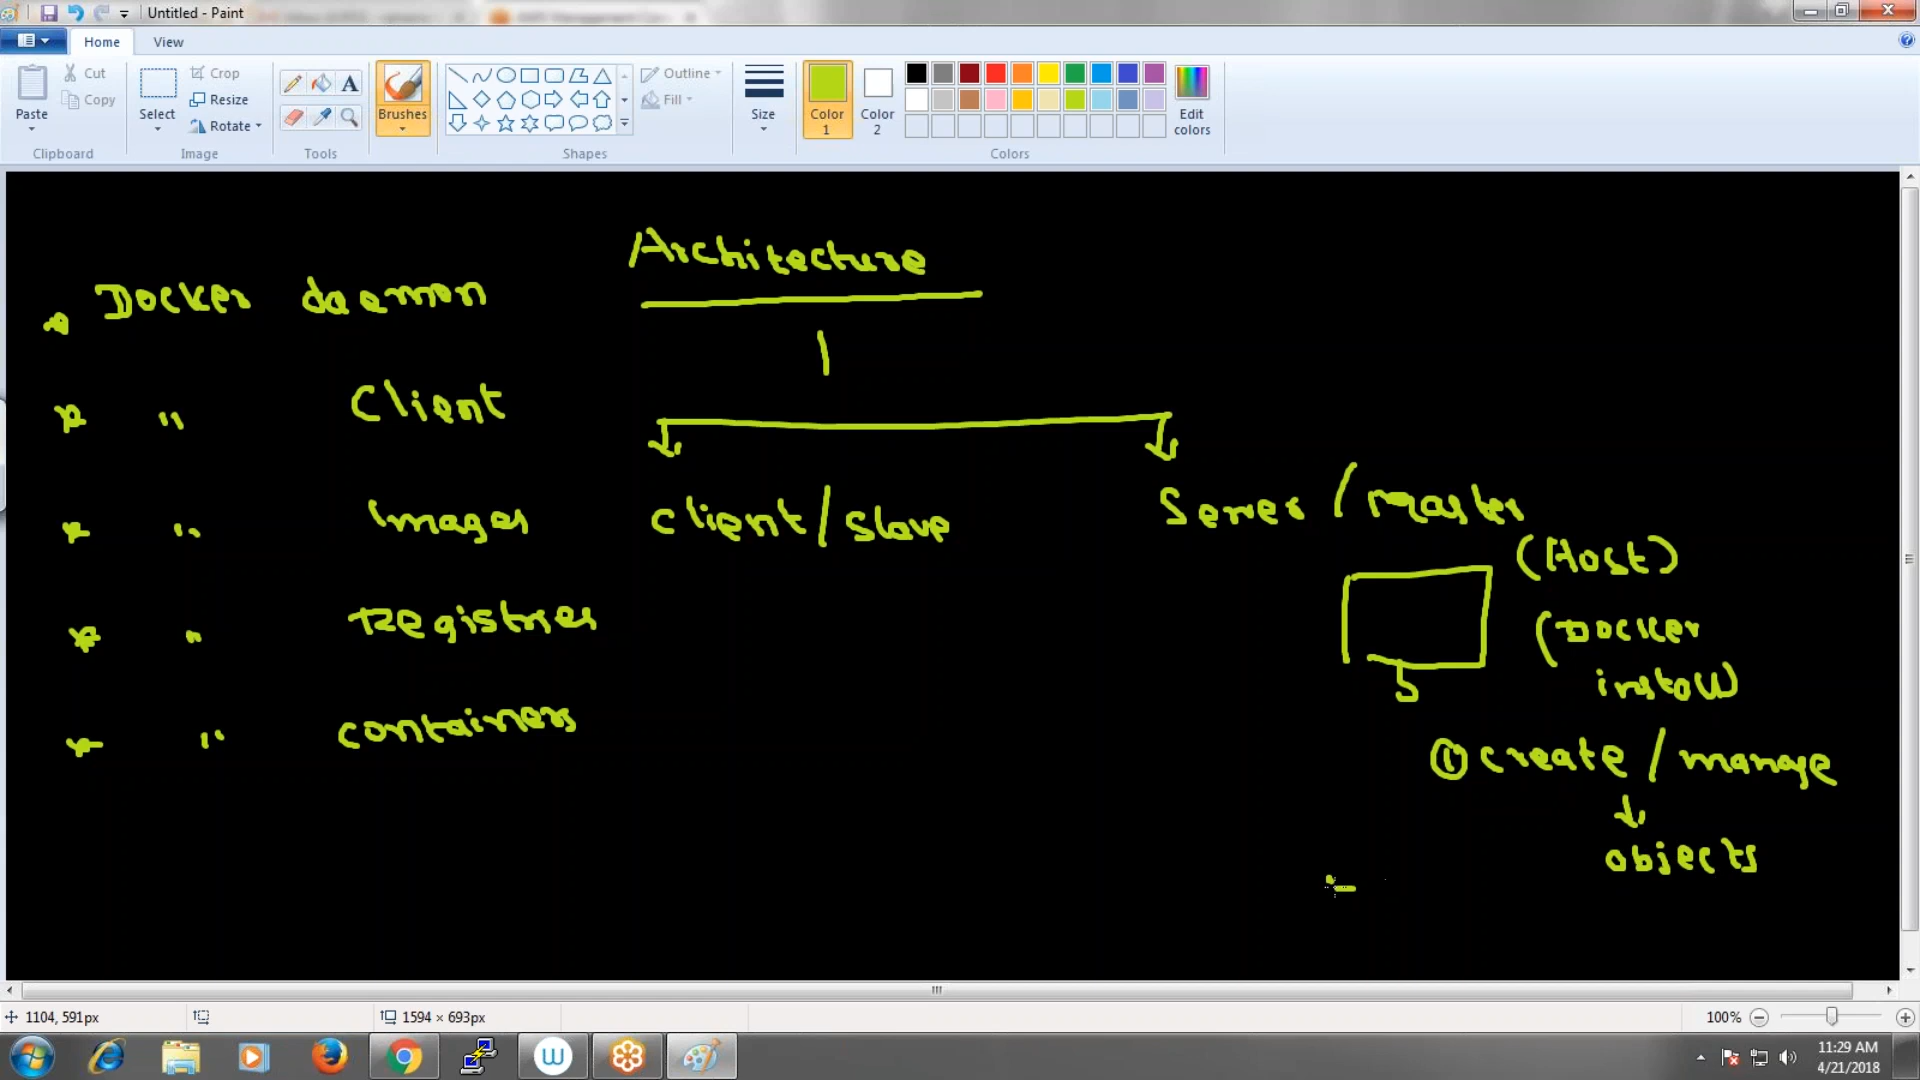 Untitled - Paint
Home View
Paste
Cut
Copy
Clipboard
Select
Crop
Resize
Rotate
Image
Tools
Brushes
Shapes
Outline
Fill
Size
Color 1
Color 2
Edit colors
Colors
Architecture
Docker daemon
" Client
" Images
" Registries
" containers
client/slave
Server / master
(Host)
(Docker
install)
① create / manage
objects
1104, 591px
1594 × 693px
100%
11:29 AM
4/21/2018